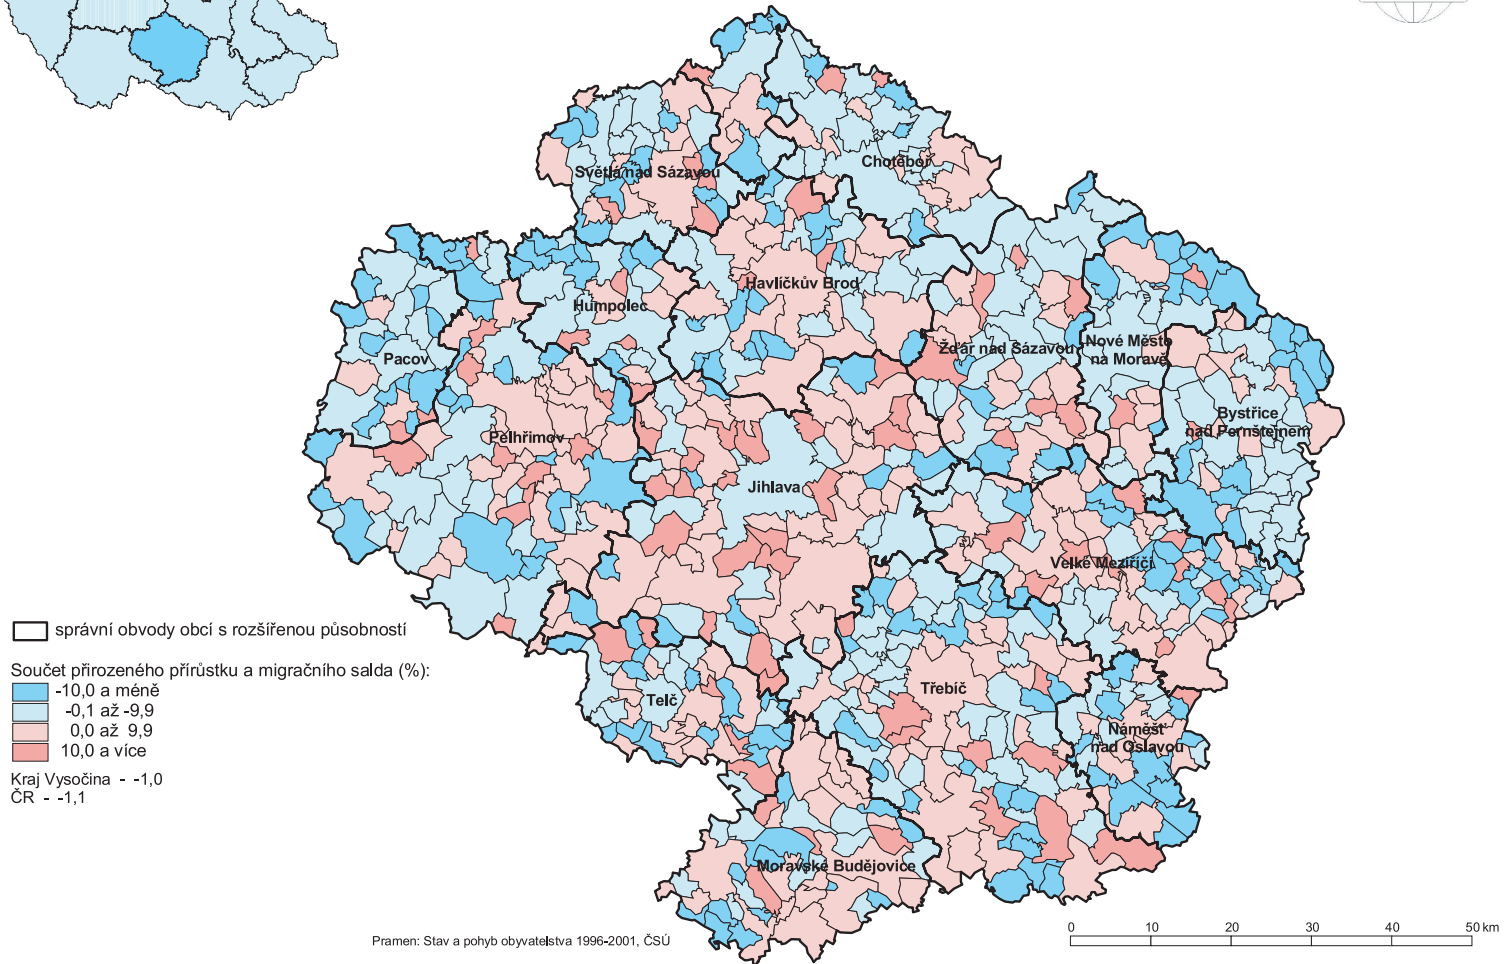 Chotěboř
Světlá nad Sázavou
Havlíčkův Brod
Humpolec
Pacov
Žďár nad Sázavou
Nové Město
na Moravě
Bystřice
nad Pernštejnem
Pelhřimov
Jihlava
Velké Meziříčí
Třebíč
Telč
Náměšť
nad Oslavou
Moravské Budějovice
správní obvody obcí s rozšířenou působností
Součet přirozeného přírůstku a migračního salda (%):
-10,0 a méně
-0,1 až -9,9
0,0 až 9,9
10,0 a více
Kraj Vysočina - -1,0
ČR - -1,1
Pramen: Stav a pohyb obyvatelstva 1996-2001, ČSÚ
0 10 20 30 40 50 km